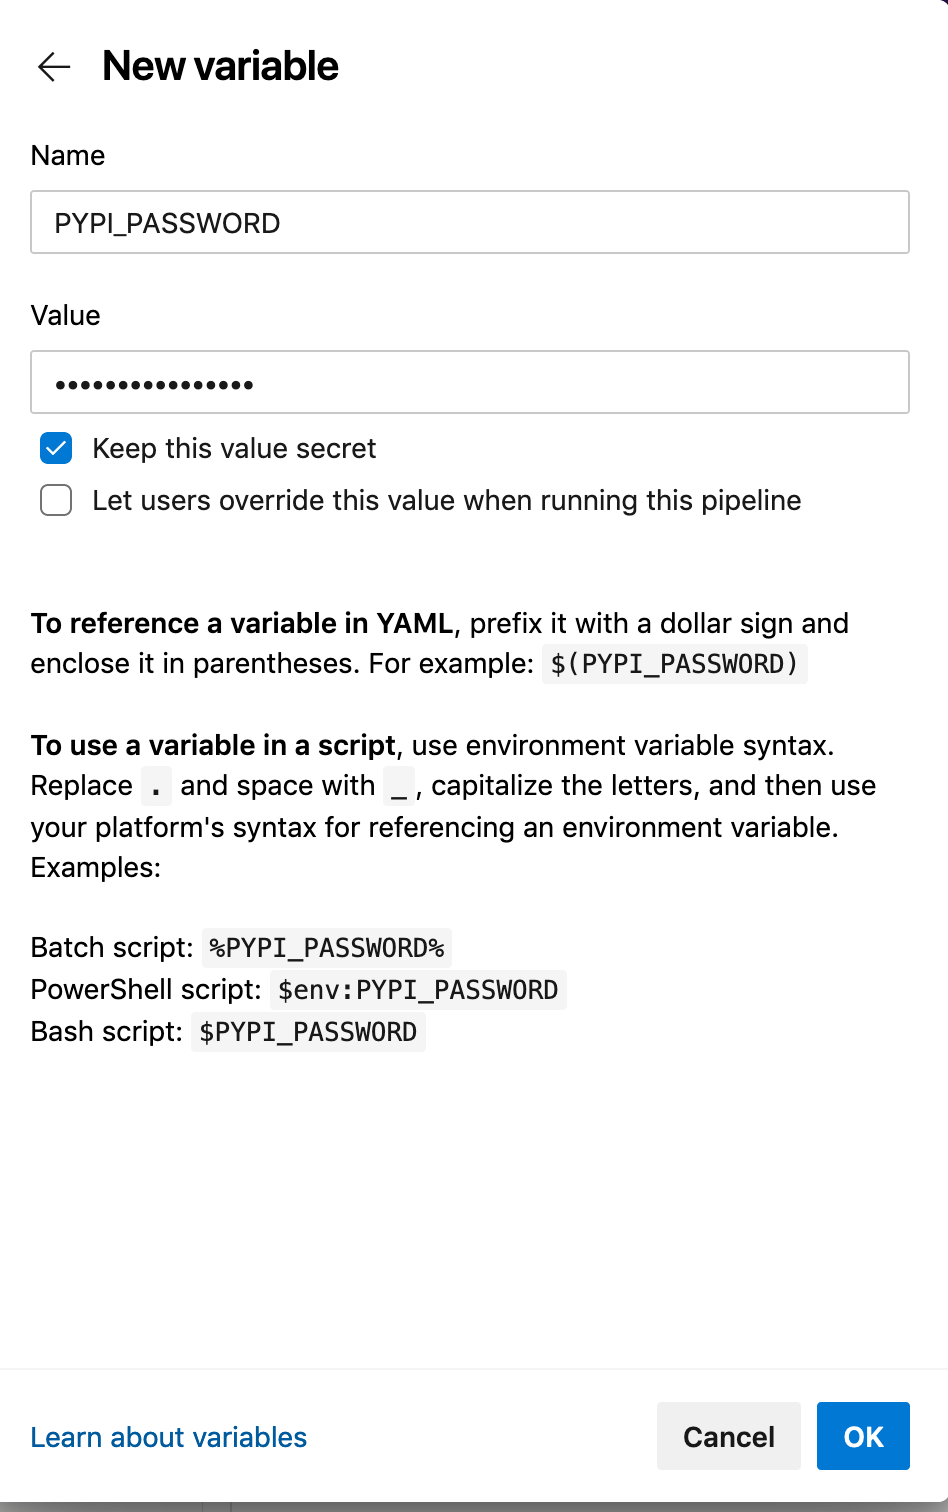 New variable
Name
PYPI_PASSWORD
Value
••••••••••••••••
Keep this value secret
Let users override this value when running this pipeline
To reference a variable in YAML, prefix it with a dollar sign and
enclose it in parentheses. For example: $(PYPI_PASSWORD)
To use a variable in a script, use environment variable syntax.
Replace . and space with _, capitalize the letters, and then use
your platform's syntax for referencing an environment variable.
Examples:
Batch script: %PYPI_PASSWORD%
PowerShell script: $env:PYPI_PASSWORD
Bash script: $PYPI_PASSWORD
Learn about variables
Cancel
OK